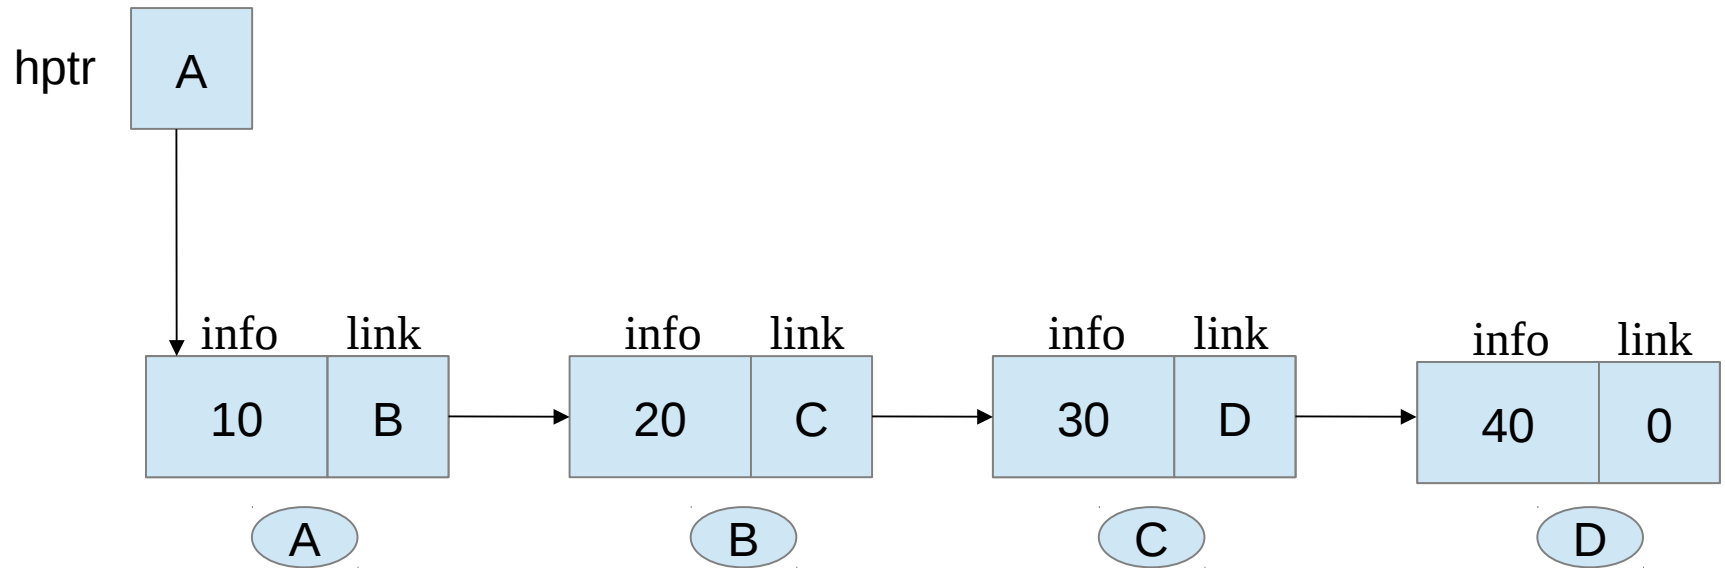 hptr A
info link info link info link info link
10 B 20 C 30 D 40 0
A B C D